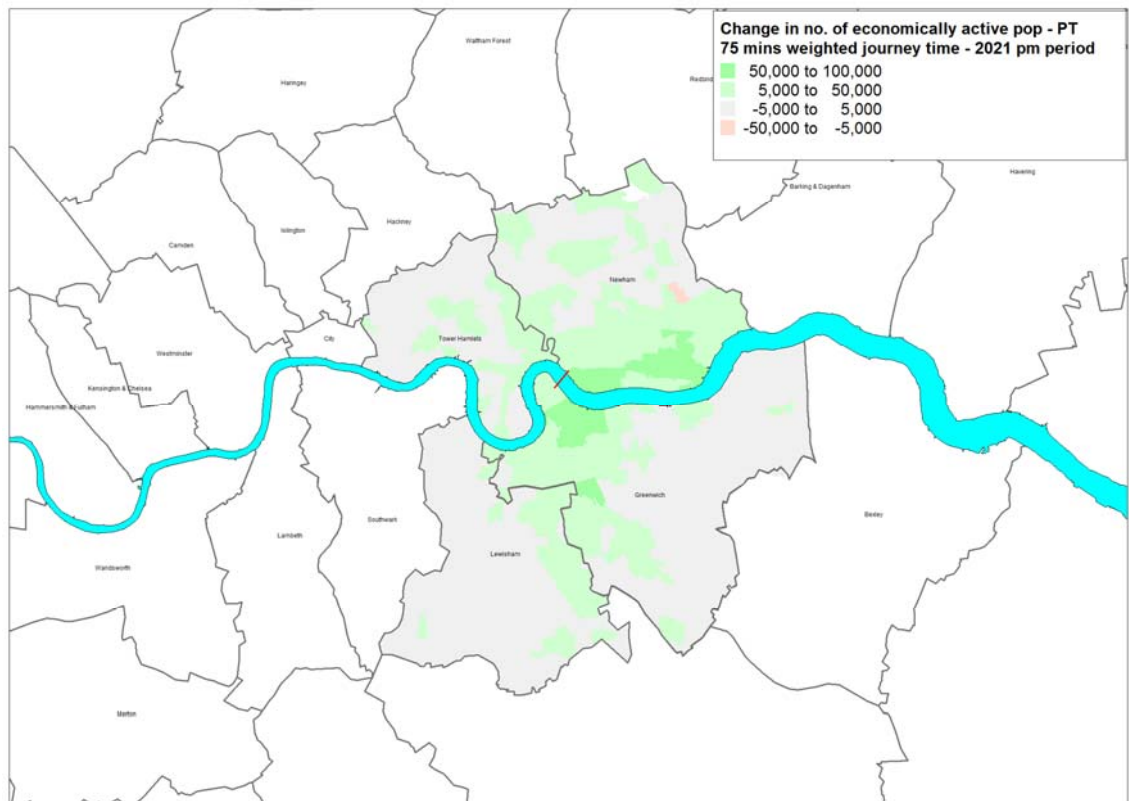 Change in no. of economically active pop - PT
75 mins weighted journey time - 2021 pm period
50,000 to 100,000
5,000 to 50,000
-5,000 to 5,000
-50,000 to -5,000
Waltham Forest
Haringey
Havering
Barking & Dagenham
Hackney
Islington
Camden
Newham
City
Tower Hamlets
Westminster
Kensington & Chelsea
Hammersmith & Fulham
Greenwich
Bexley
Southwark
Lambeth
Lewisham
Wandsworth
Merton